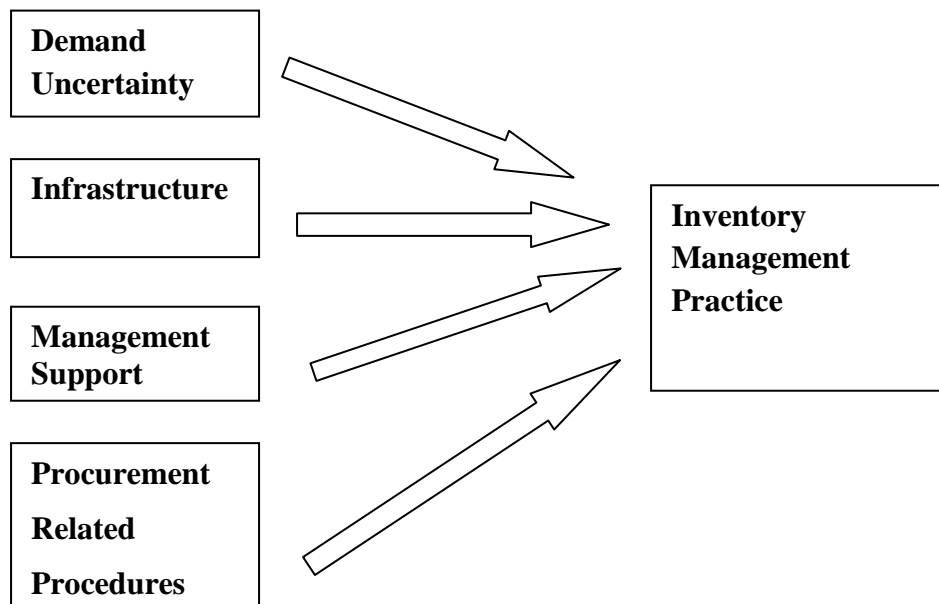 Demand
Uncertainty
Infrastructure
Management
Support
Procurement
Related
Procedures
Inventory
Management
Practice